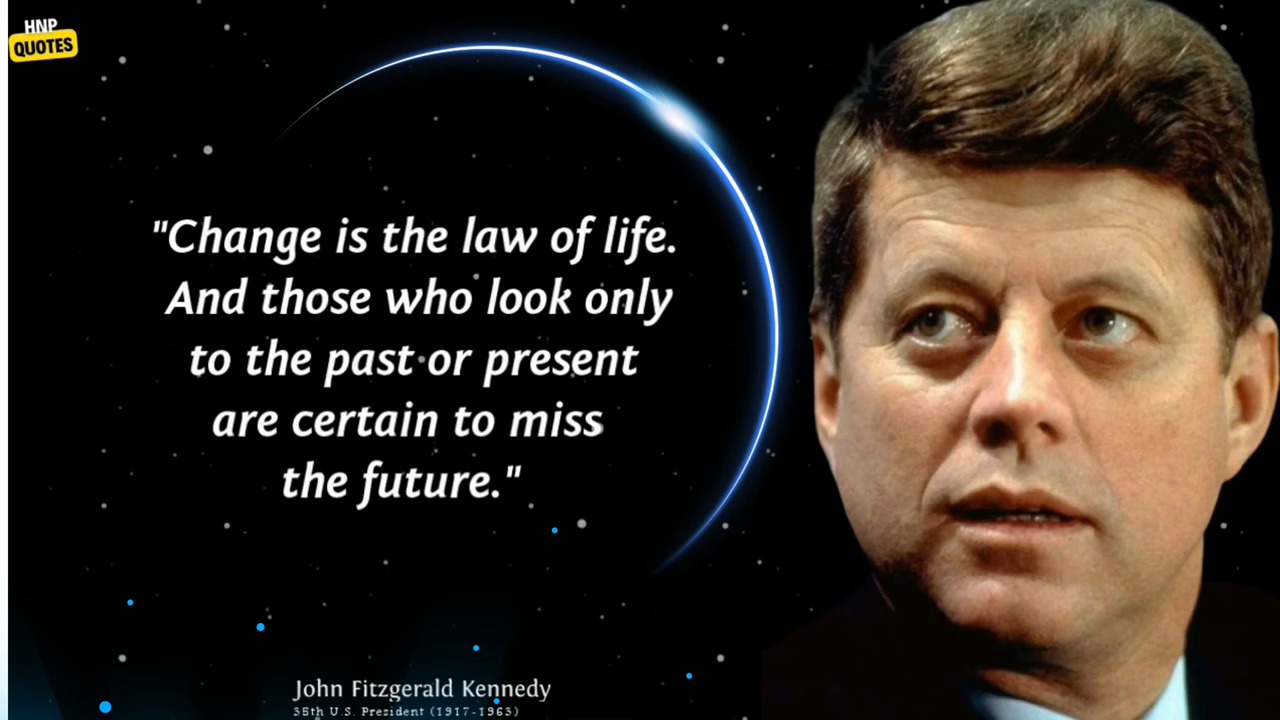 HNP
QUOTES
"Change is the law of life.
And those who look only
to the past or present
are certain to miss
the future."
John Fitzgerald Kennedy
35th U.S. President (1917-1963)